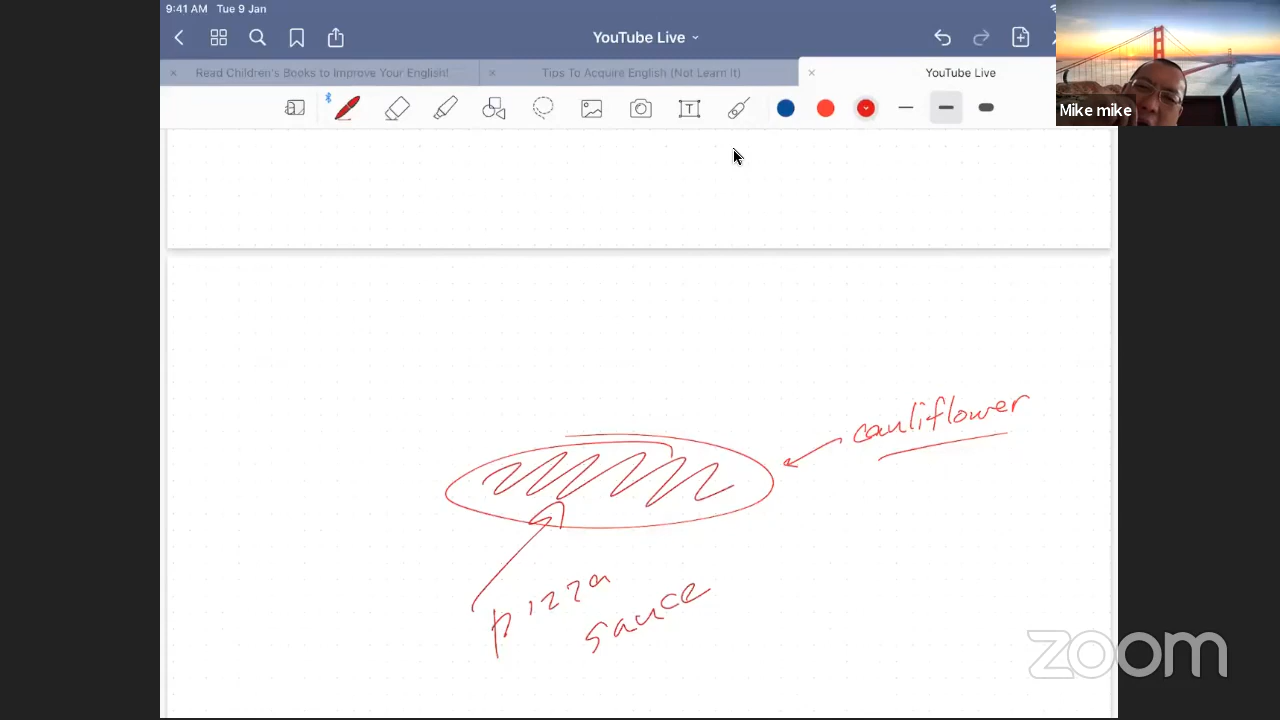 9:41 AM Tue 9 Jan
YouTube Live
Read Children's Books to Improve Your English!
Tips To Acquire English (Not Learn It)
YouTube Live
Mike mike
cauliflower
pizza
sauce
zoom